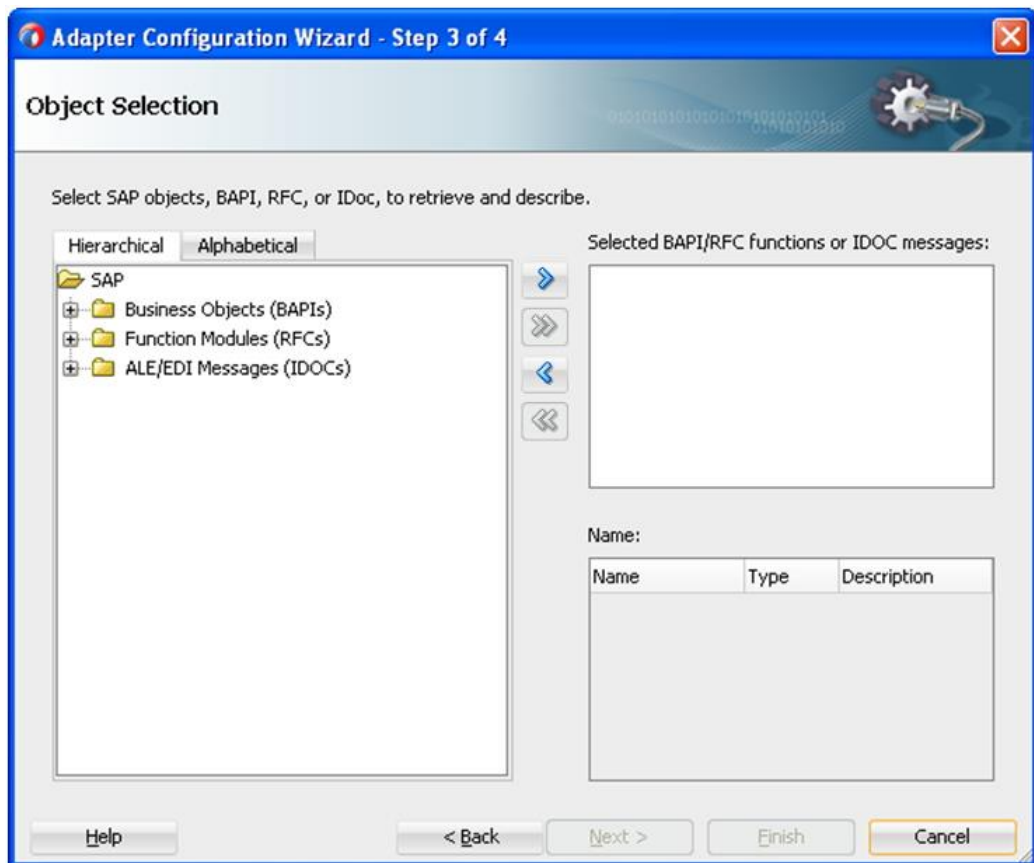 Adapter Configuration Wizard - Step 3 of 4
Object Selection
Select SAP objects, BAPI, RFC, or IDoc, to retrieve and describe.
Hierarchical Alphabetical
SAP
Business Objects (BAPIs)
Function Modules (RFCs)
ALE/EDI Messages (IDOCs)
Selected BAPI/RFC functions or IDOC messages:
Name:
Name Type Description
Help < Back Next > Finish Cancel